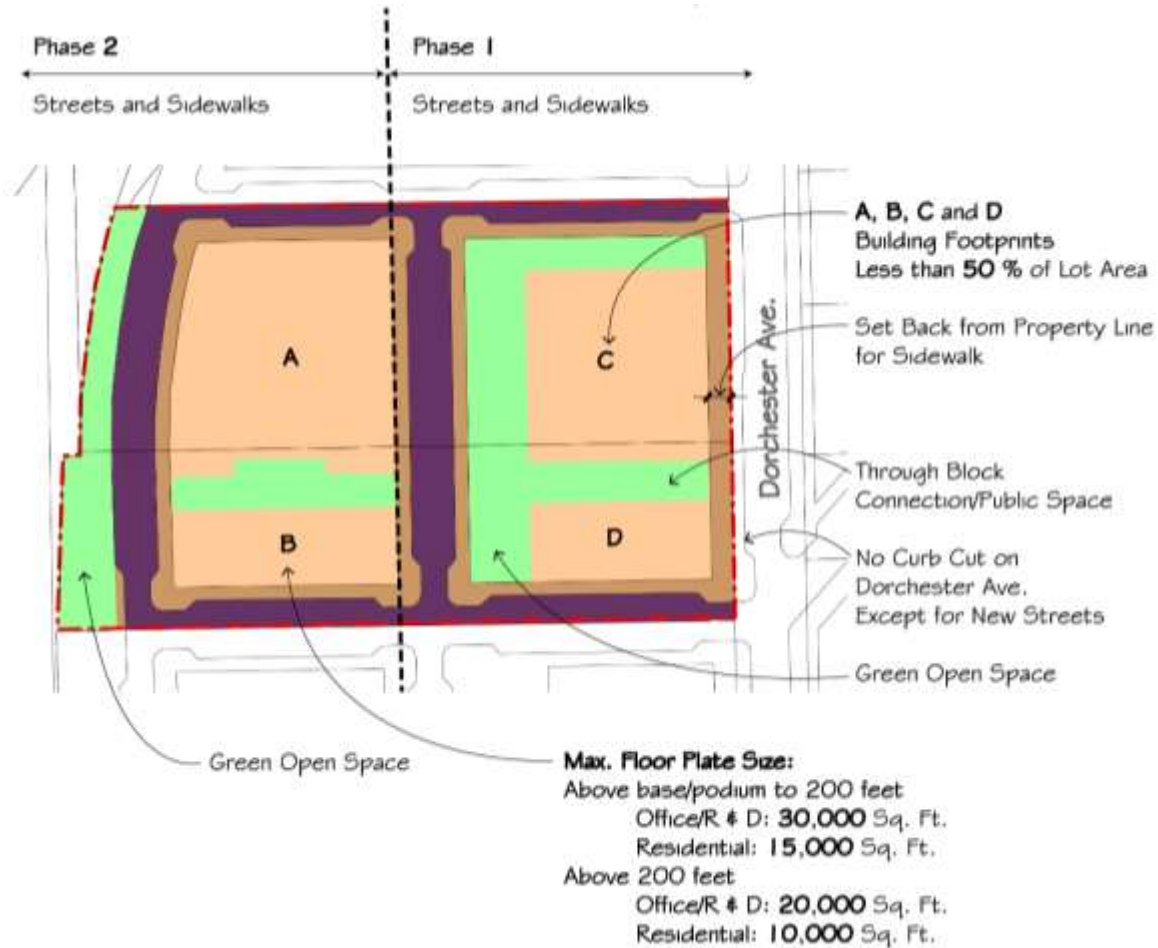 Phase 2
Phase 1
Streets and Sidewalks
Streets and Sidewalks
A, B, C and D
Building Footprints
Less than 50 % of Lot Area
Set Back from Property Line
for Sidewalk
A
C
Dorchester Ave.
Through Block
Connection/Public Space
B
D
No Curb Cut on
Dorchester Ave.
Except for New Streets
Green Open Space
Green Open Space
Max. Floor Plate Size:
Above base/podium to 200 feet
Office/R & D: 30,000 Sq. Ft.
Residential: 15,000 Sq. Ft.
Above 200 feet
Office/R & D: 20,000 Sq. Ft.
Residential: 10,000 Sq. Ft.